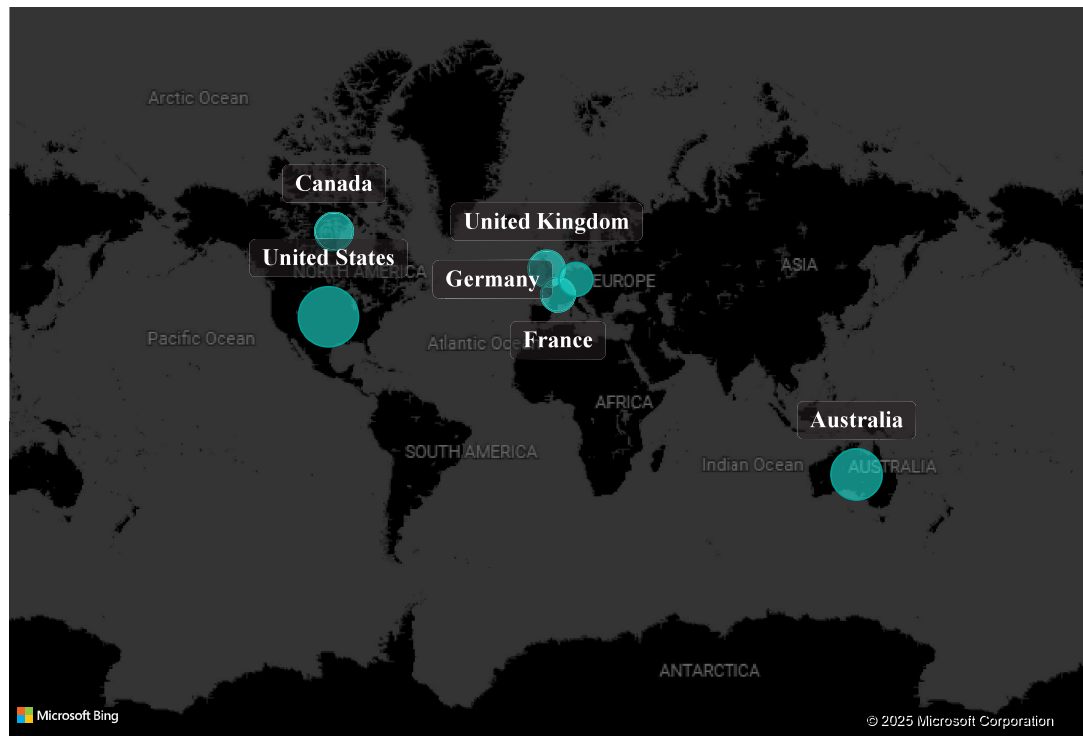 Arctic Ocean
Canada
United Kingdom
United States
NORTH AMERICA
ASIA
Germany
EUROPE
Pacific Ocean
Atlantic Oce
France
AFRICA
Australia
SOUTH AMERICA
Indian Ocean
AUSTRALIA
ANTARCTICA
Microsoft Bing
© 2025 Microsoft Corporation